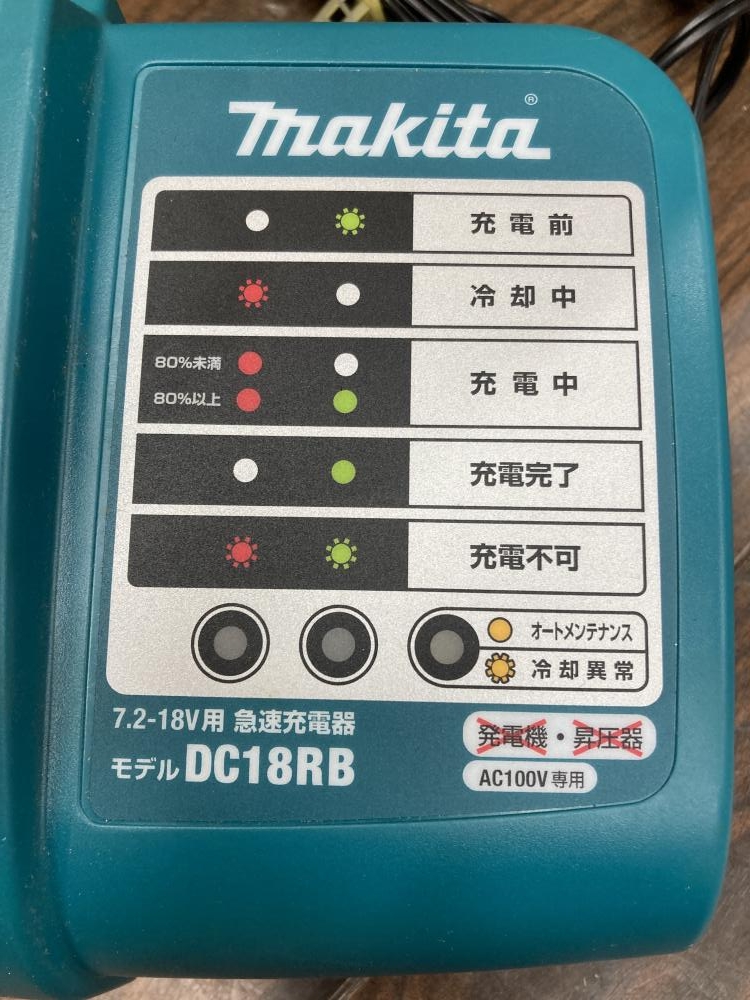 makita®
充電前
冷却中
80%未満
80%以上
充電中
充電完了
充電不可
オートメンテナンス
冷却異常
7.2-18V用 急速充電器
モデル DC18RB
発電機・昇圧器
AC100V専用